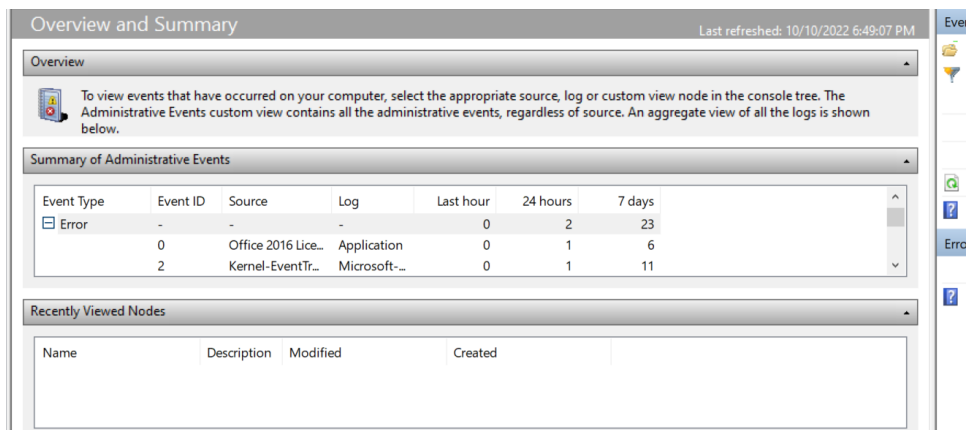 Overview and Summary
Last refreshed: 10/10/2022 6:49:07 PM
Overview
To view events that have occurred on your computer, select the appropriate source, log or custom view node in the console tree. The
Administrative Events custom view contains all the administrative events, regardless of source. An aggregate view of all the logs is shown
below.
Summary of Administrative Events
Event Type Event ID Source Log Last hour 24 hours 7 days
Error - - - 0 2 23
0 Office 2016 Lice... Application 0 1 6
2 Kernel-EventTr... Microsoft-... 0 1 11
Recently Viewed Nodes
Name Description Modified Created